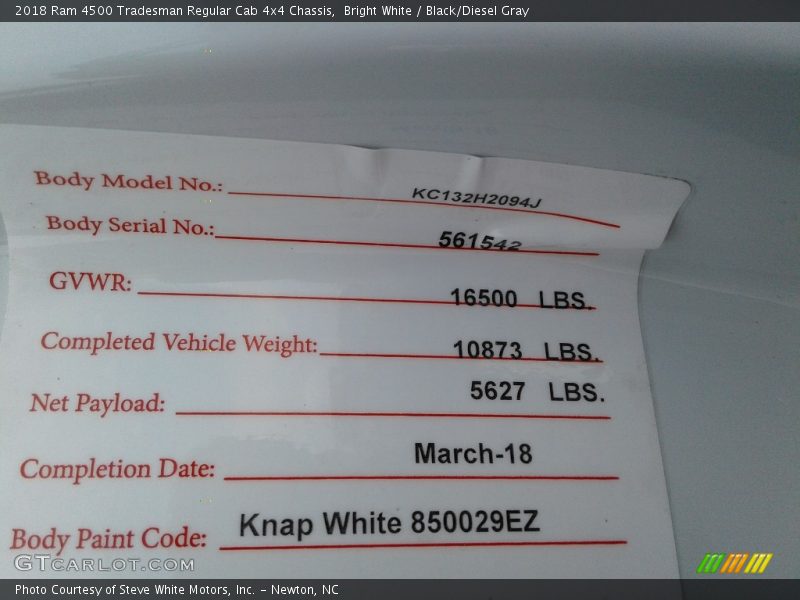 2018 Ram 4500 Tradesman Regular Cab 4x4 Chassis, Bright White / Black/Diesel Gray
Body Model No.: KC132H2094J
Body Serial No.: 561542
GVWR: 16500 LBS.
Completed Vehicle Weight: 10873 LBS.
Net Payload: 5627 LBS.
Completion Date: March-18
Body Paint Code: Knap White 850029EZ
GTCARLOT.COM
Photo Courtesy of Steve White Motors, Inc. - Newton, NC